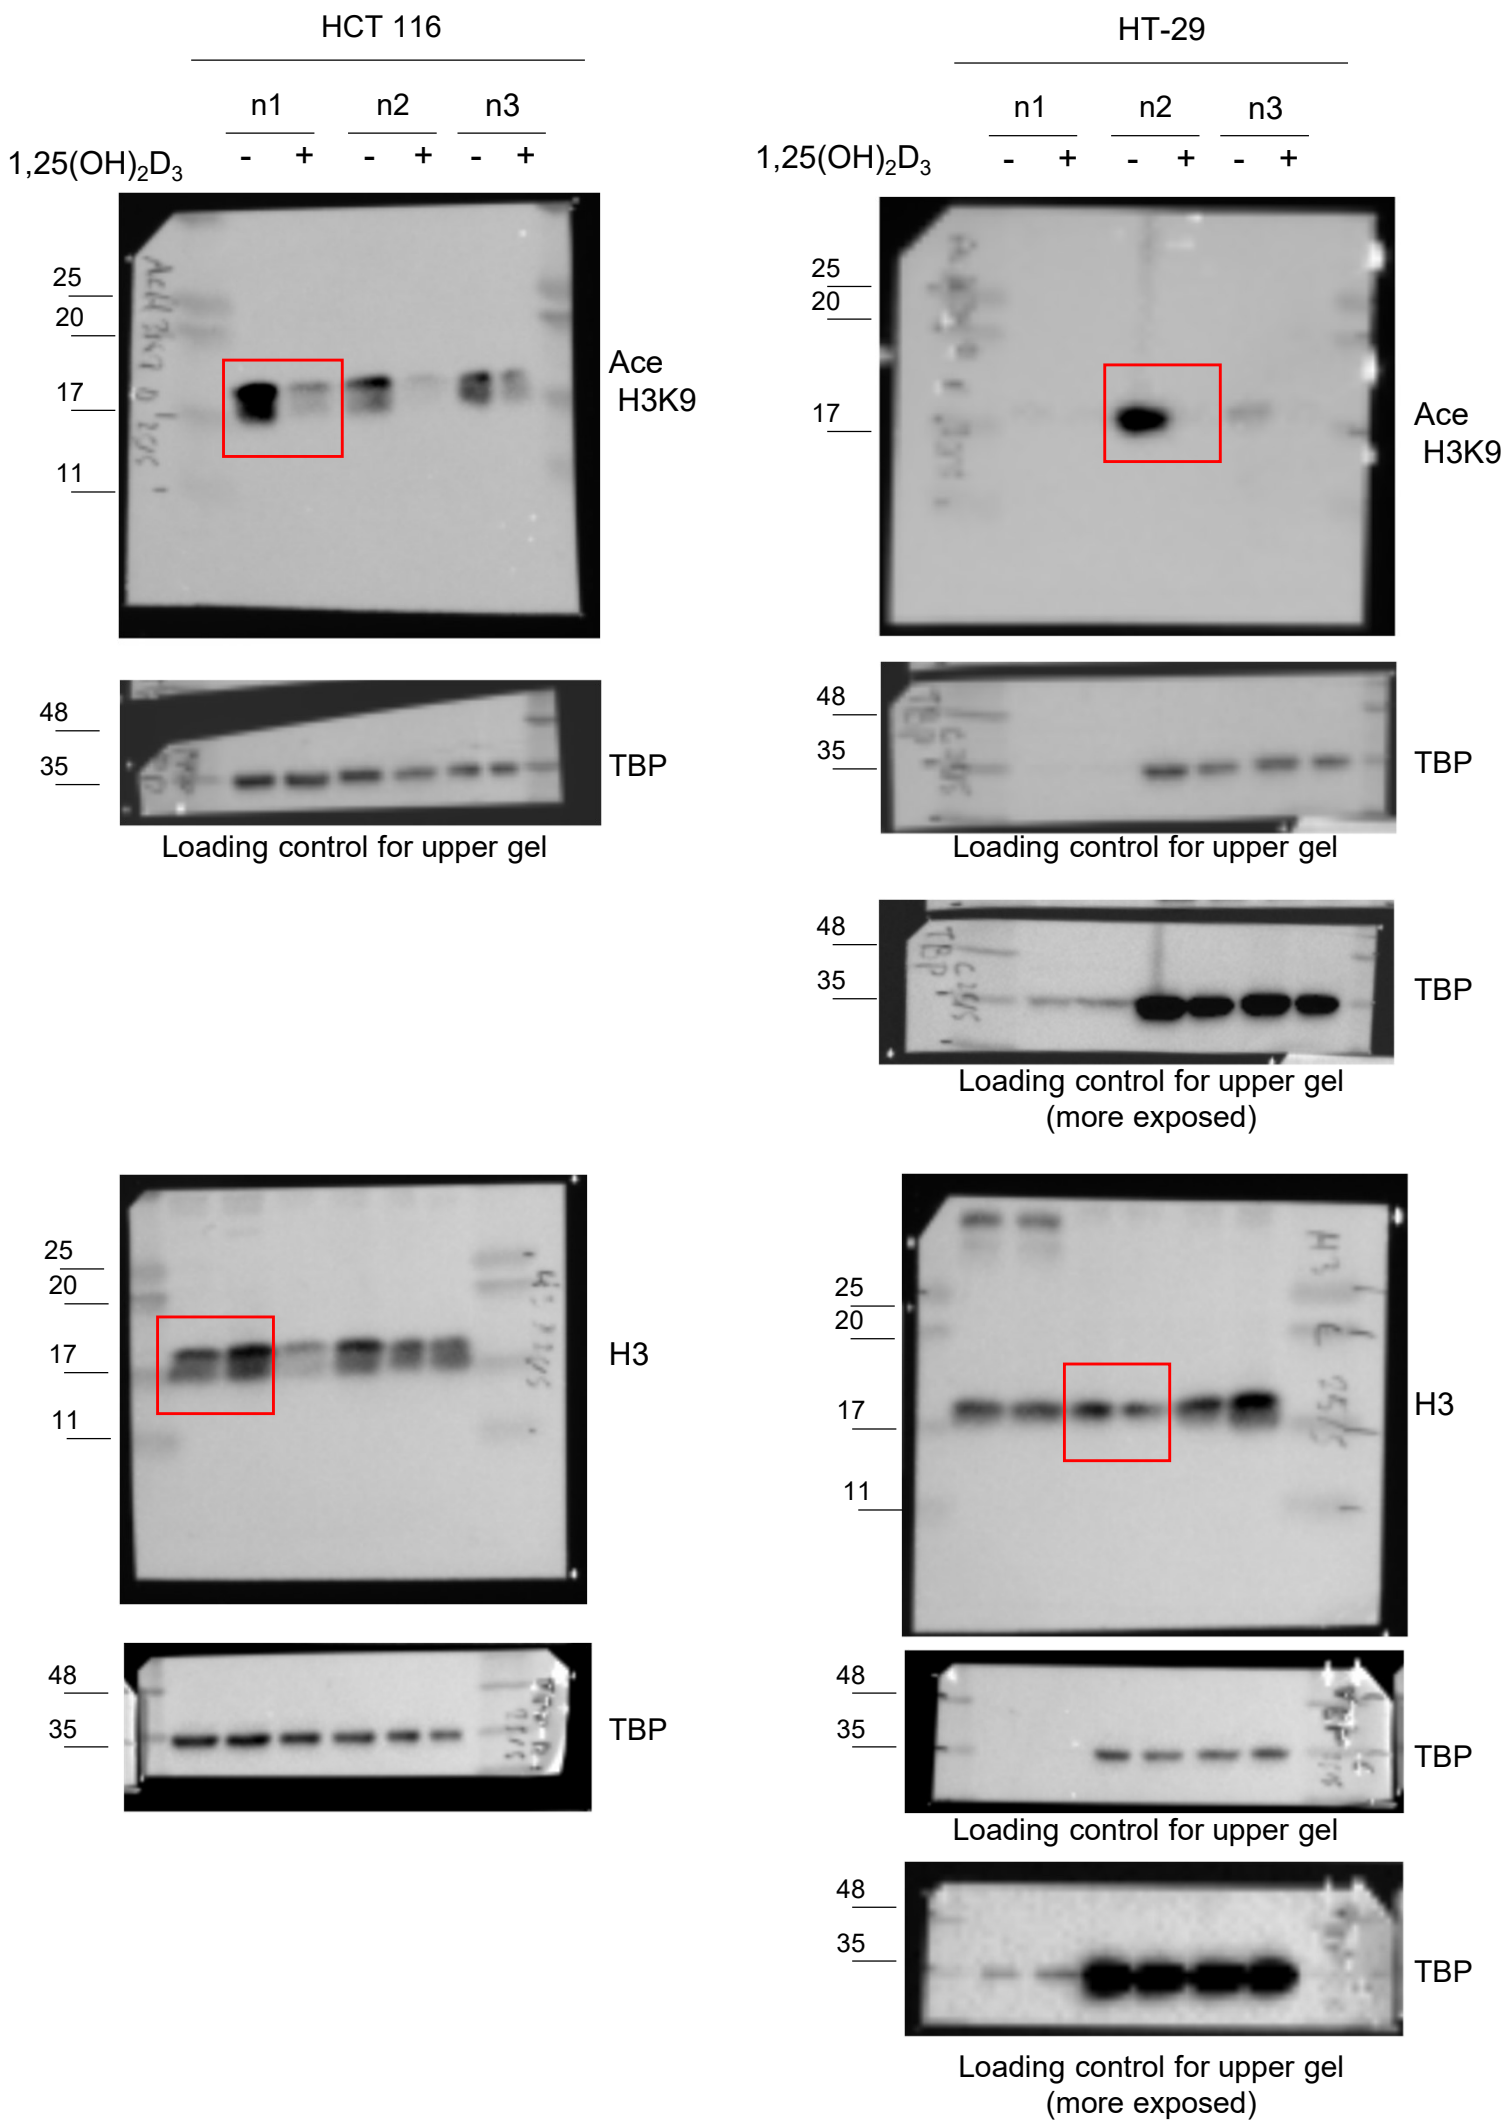 HCT 116
n1 n2 n3
1,25(OH)₂D₃ - + - + - +
25
20
17
11
Ace
H3K9
48
35
TBP
Loading control for upper gel
25
20
17
11
H3
48
35
TBP
HT-29
n1 n2 n3
1,25(OH)₂D₃ - + - + - +
25
20
17
Ace
H3K9
48
35
TBP
Loading control for upper gel
48
35
TBP
Loading control for upper gel
(more exposed)
25
20
17
11
H3
48
35
TBP
Loading control for upper gel
48
35
TBP
Loading control for upper gel
(more exposed)